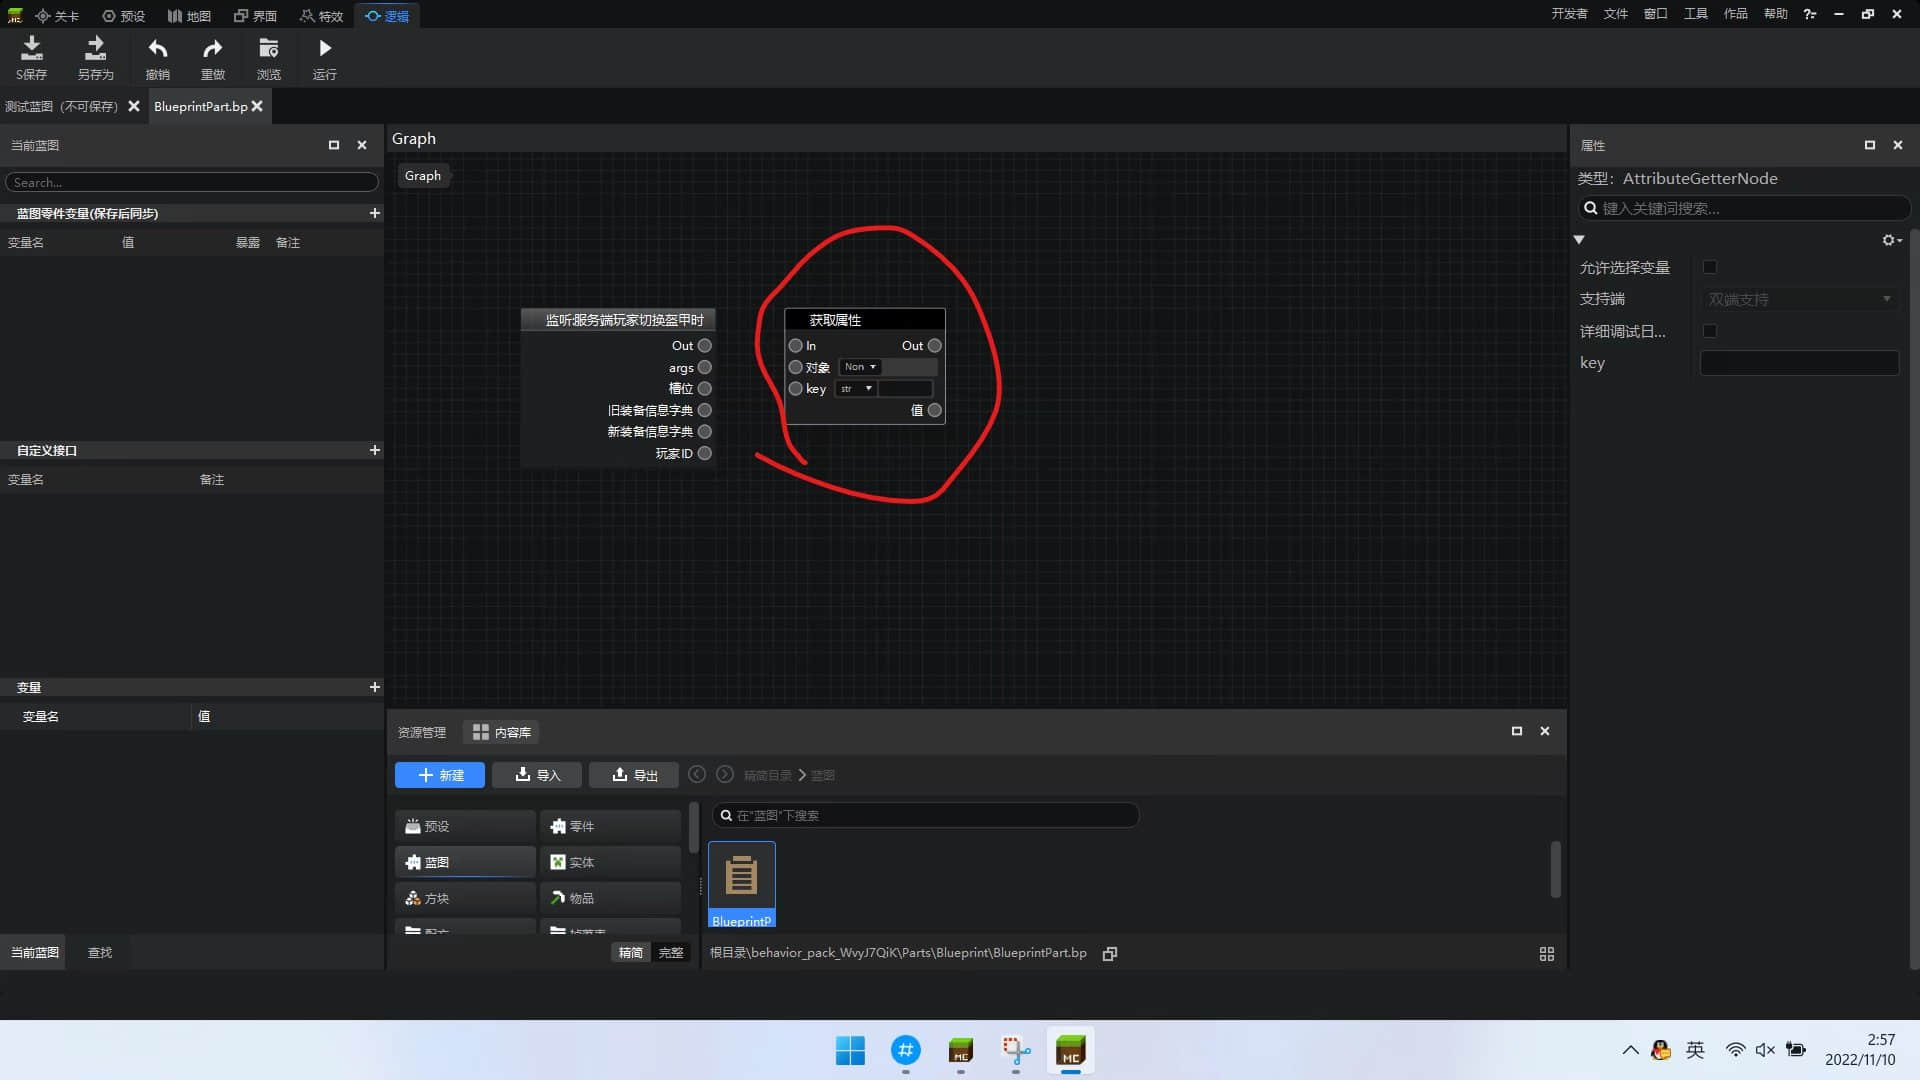 关卡 预设 地图 界面 特效 逻辑 开发者 文件 窗口 工具 作品 帮助
S保存 另存为 撤销 重做 浏览 运行
测试蓝图（不可保存） BlueprintPart.bp
当前蓝图
Search...
蓝图零件变量(保存后同步)
变量名 值 暴露 备注
自定义接口
变量名 备注
变量
变量名 值
当前蓝图 查找
Graph
Graph
监听:服务端玩家切换盔甲时
Out
args
槽位
旧装备信息字典
新装备信息字典
玩家ID
获取属性
In Out
对象 Non
key str
值
资源管理 内容库
新建 导入 导出 精简目录 蓝图
预设 零件
蓝图 实体
方块 物品
精简 完整
在"蓝图"下搜索
BlueprintP
根目录\behavior_pack_WvyJ7QiK\Parts\Blueprint\BlueprintPart.bp
属性
类型: AttributeGetterNode
键入关键词搜索...
允许选择变量
支持端 双端支持
详细调试日...
key
MC MC
英
2:57
2022/11/10